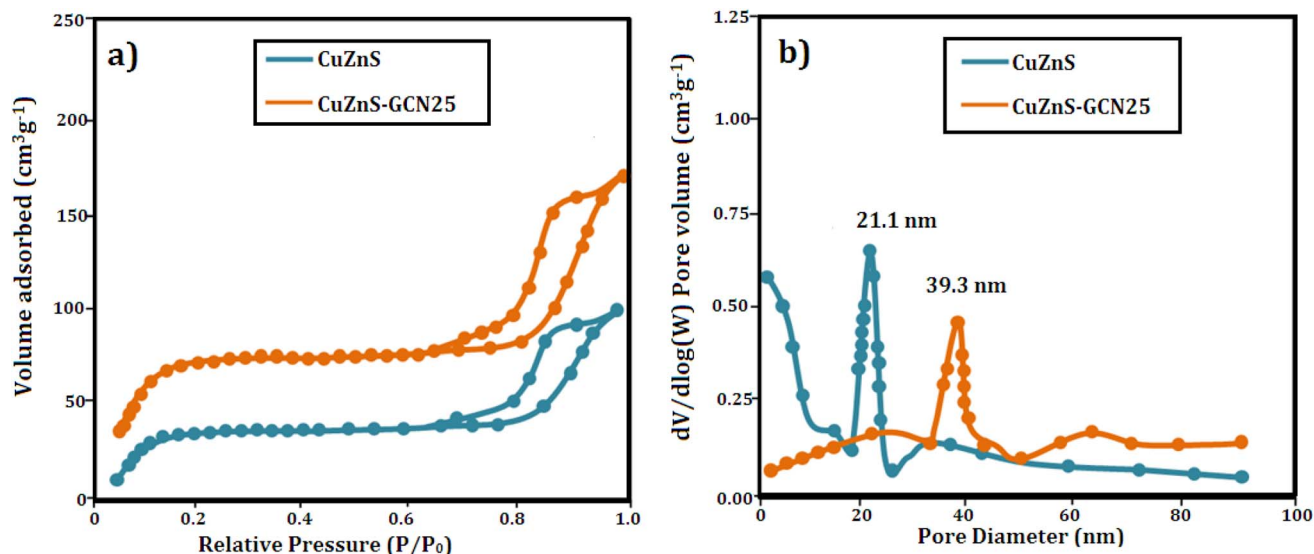 a)
CuZnS
CuZnS-GCN25
250
200
150
100
50
0
Volume adsorbed (cm³g⁻¹)
0 0.2 0.4 0.6 0.8 1.0
Relative Pressure (P/P₀)
b)
CuZnS
CuZnS-GCN25
21.1 nm
39.3 nm
1.25
1.00
0.75
0.50
0.25
0.00
dV/dlog(W) Pore volume (cm³g⁻¹)
0 20 40 60 80 100
Pore Diameter (nm)